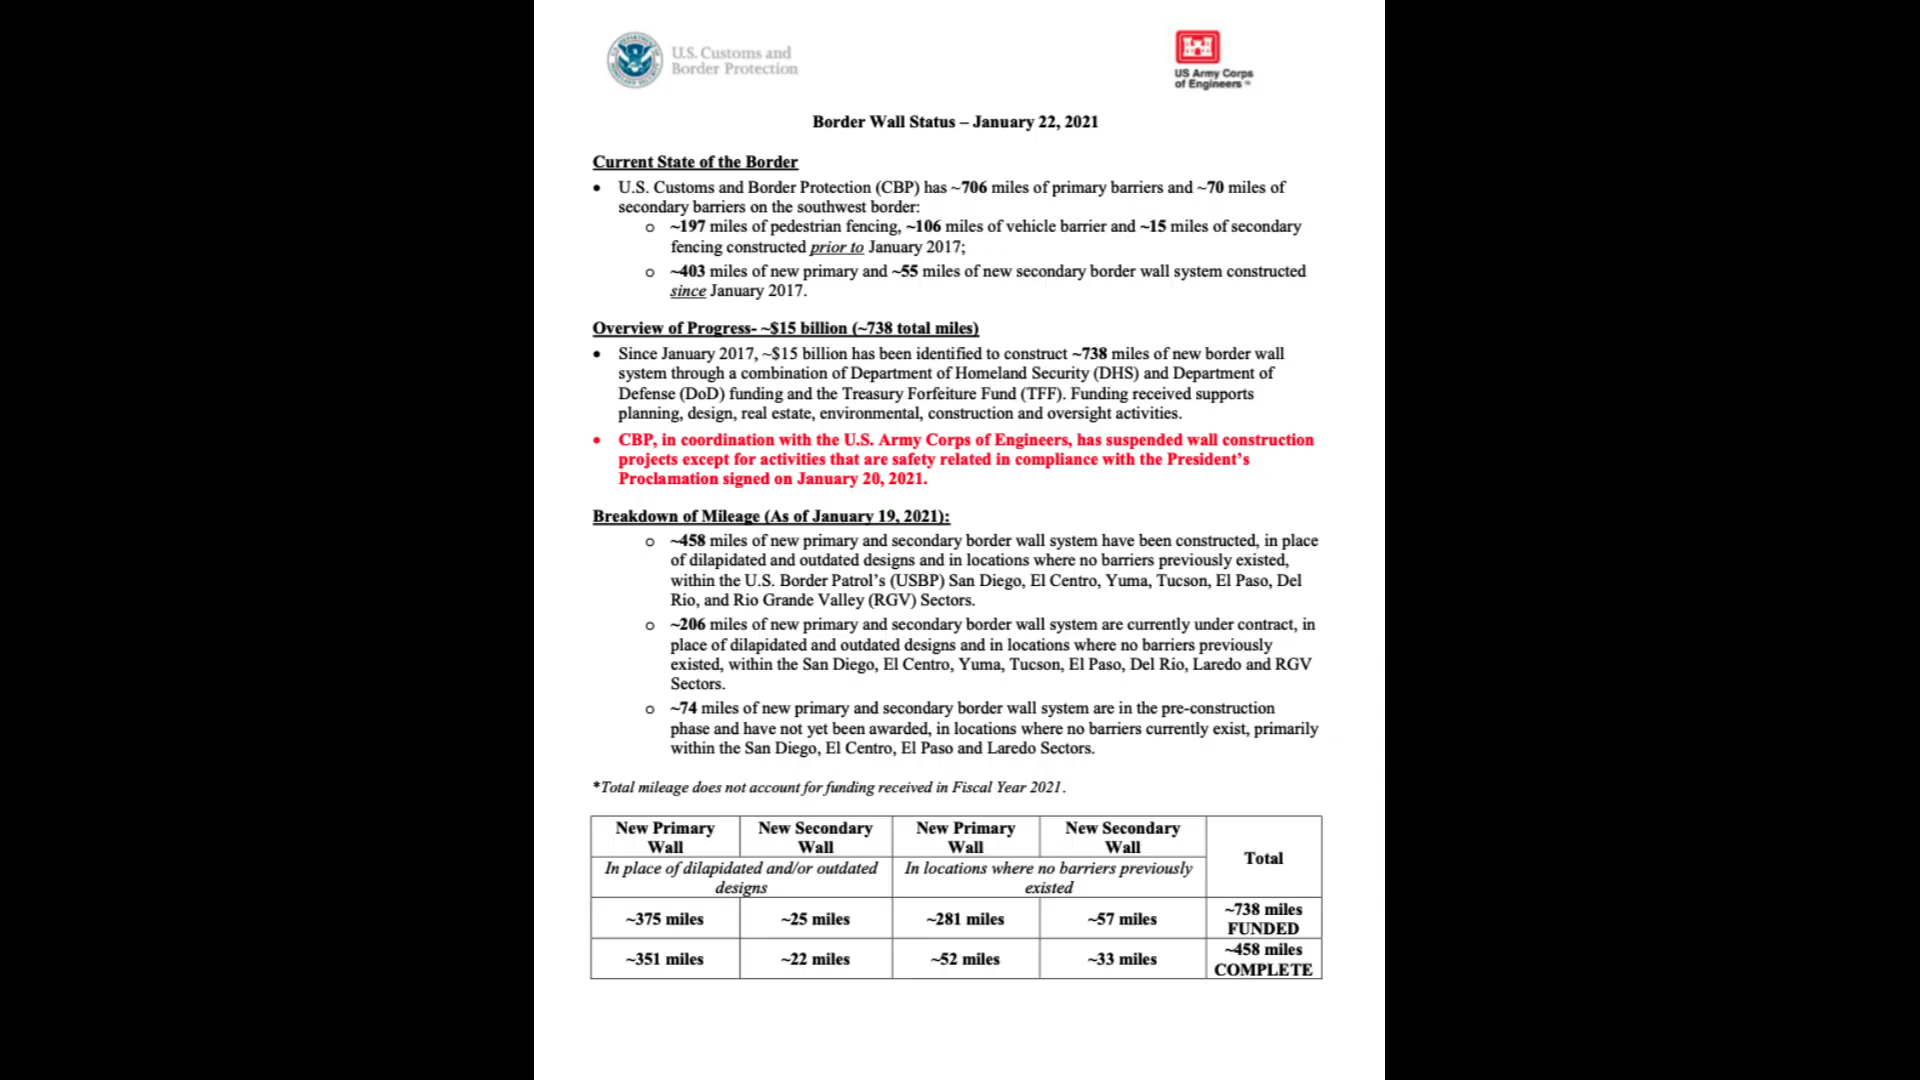 U.S. Customs and
Border Protection
US Army Corps
of Engineers
Border Wall Status – January 22, 2021
Current State of the Border
• U.S. Customs and Border Protection (CBP) has ~706 miles of primary barriers and ~70 miles of
secondary barriers on the southwest border:
o ~197 miles of pedestrian fencing, ~106 miles of vehicle barrier and ~15 miles of secondary
fencing constructed prior to January 2017;
o ~403 miles of new primary and ~55 miles of new secondary border wall system constructed
since January 2017.
Overview of Progress- ~$15 billion (~738 total miles)
• Since January 2017, ~$15 billion has been identified to construct ~738 miles of new border wall
system through a combination of Department of Homeland Security (DHS) and Department of
Defense (DoD) funding and the Treasury Forfeiture Fund (TFF). Funding received supports
planning, design, real estate, environmental, construction and oversight activities.
• CBP, in coordination with the U.S. Army Corps of Engineers, has suspended wall construction
projects except for activities that are safety related in compliance with the President's
Proclamation signed on January 20, 2021.
Breakdown of Mileage (As of January 19, 2021):
o ~458 miles of new primary and secondary border wall system have been constructed, in place
of dilapidated and outdated designs and in locations where no barriers previously existed,
within the U.S. Border Patrol's (USBP) San Diego, El Centro, Yuma, Tucson, El Paso, Del
Rio, and Rio Grande Valley (RGV) Sectors.
o ~206 miles of new primary and secondary border wall system are currently under contract, in
place of dilapidated and outdated designs and in locations where no barriers previously
existed, within the San Diego, El Centro, Yuma, Tucson, El Paso, Del Rio, Laredo and RGV
Sectors.
o ~74 miles of new primary and secondary border wall system are in the pre-construction
phase and have not yet been awarded, in locations where no barriers currently exist, primarily
within the San Diego, El Centro, El Paso and Laredo Sectors.
*Total mileage does not account for funding received in Fiscal Year 2021.
New Primary Wall New Secondary Wall New Primary Wall New Secondary Wall Total
In place of dilapidated and/or outdated designs In locations where no barriers previously existed
~375 miles ~25 miles ~281 miles ~57 miles ~738 miles FUNDED
~351 miles ~22 miles ~52 miles ~33 miles ~458 miles COMPLETE